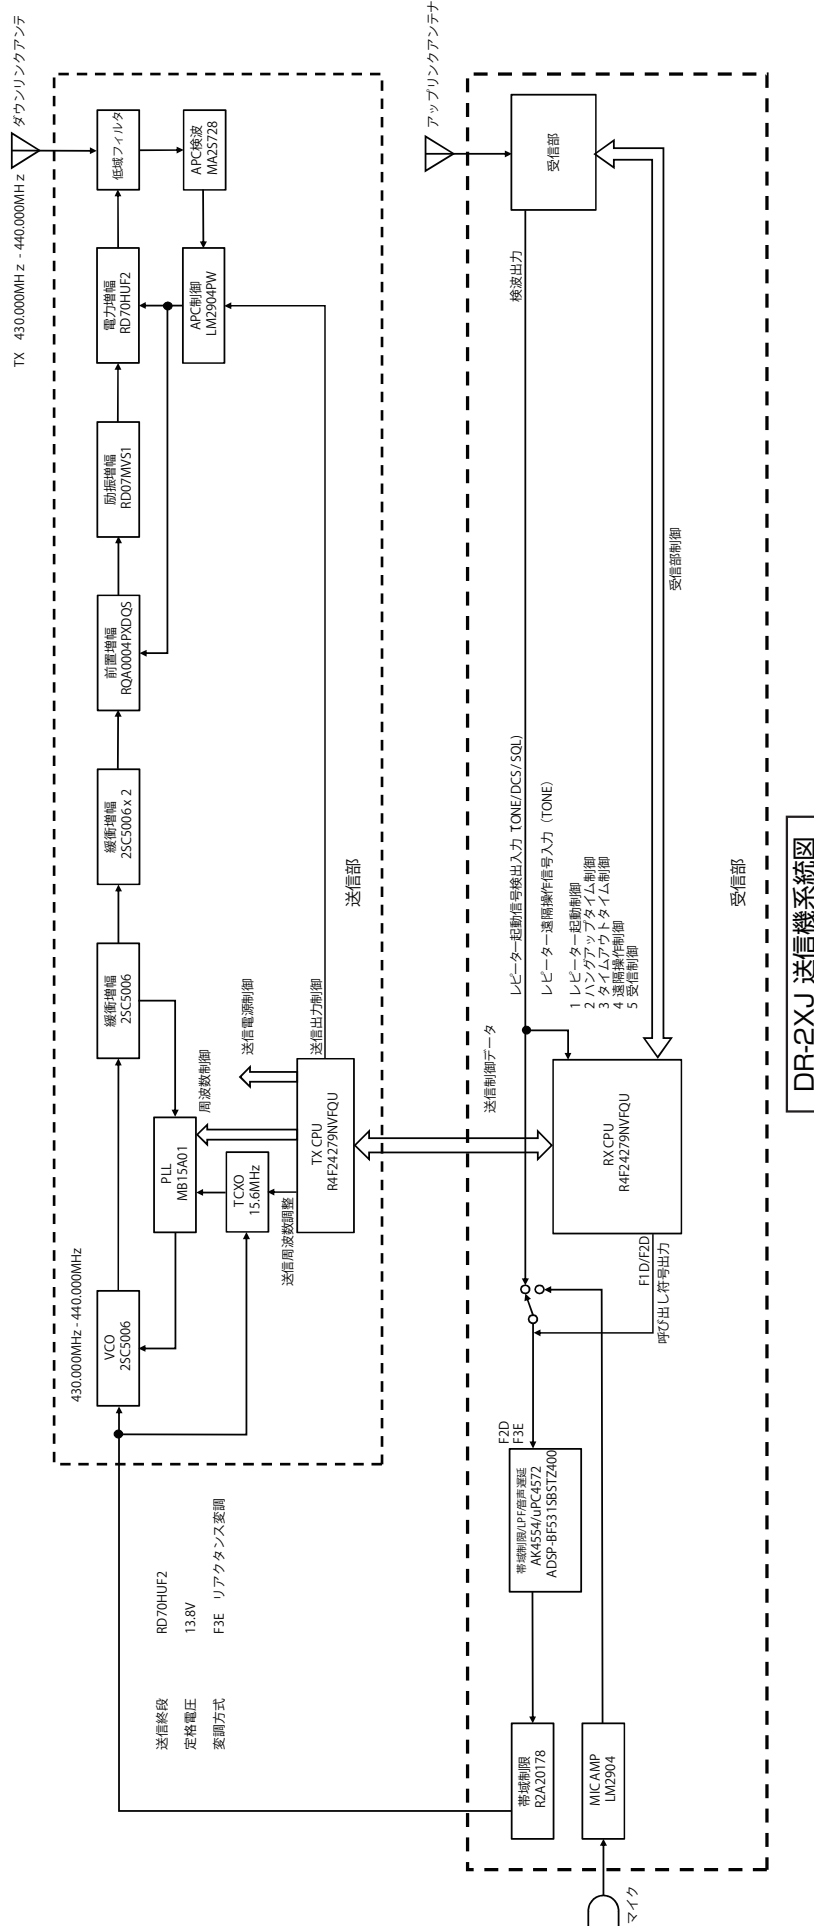 430.000MHz - 440.000MHz
VCO
2SC5006
緩衝増幅
2SC5006
緩衝増幅
2SC5006 x 2
前置増幅
RQA0004PXDQS
励振増幅
RD07MVS1
電力増幅
RD70HUF2
低域フィルタ
ダウンリンクアンテ
TX 430.000MHz - 440.000MHz
APC検波
MA2S728
APC制御
LM2904PW
PLL
MB15A01
周波数制御
送信電源制御
TCXO
15.6MHz
送信周波数調整
TX CPU
R4F24279NVFQU
送信出力制御
送信部
送信終段 RD70HUF2
定格電圧 13.8V
変調方式 F3E リアクタンス変調
アップリンクアンテナ
受信部
検波出力
受信部制御
送信制御データ
レピーター起動信号検出入力(TONE/DCS/SQL)
レピーター遠隔操作信号入力(TONE)
1 レピーター起動制御
2 ハングアップタイム制御
3 タイムアウトタイム制御
4 遠隔操作制御
5 受信制御
RX CPU
R4F24279NVFQU
F1D/F2D
呼び出し符号出力
F2D
F3E
帯域制限/LPF/音声遅延
AK4554/uPC4572
ADSP-BF531SBSTZ400
帯域制限
R2A20178
MIC AMP
LM2904
マイク
受信部
DR-2XJ 送信機系統図